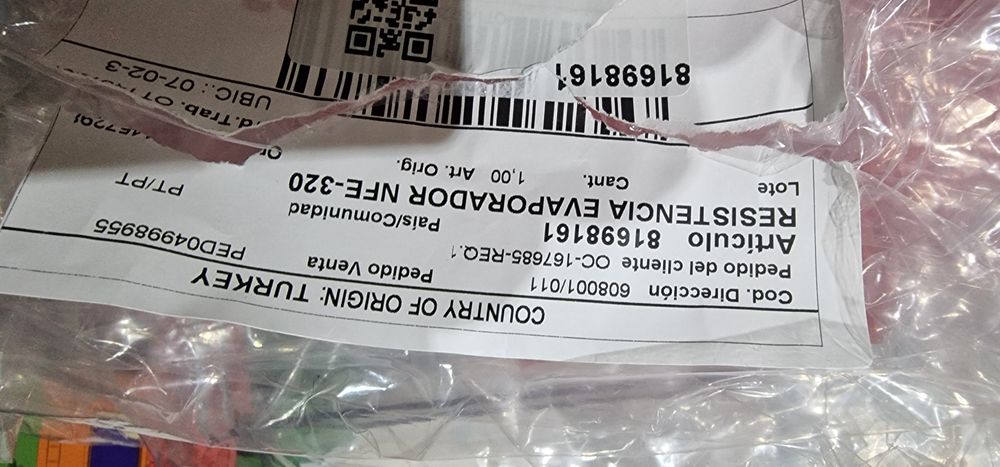 COUNTRY OF ORIGIN: TURKEY
Cod. Dirección 608001/011 Pedido Venta PED04998955
Pedido del cliente OC-167685-REQ.1
Artículo 81698161 Pais/Comunidad PT/PT
RESISTENCIA EVAPORADOR NFE-320
Lote Cant. 1,00 Art. Orig.
81698161
UBIC.: 07-02-3